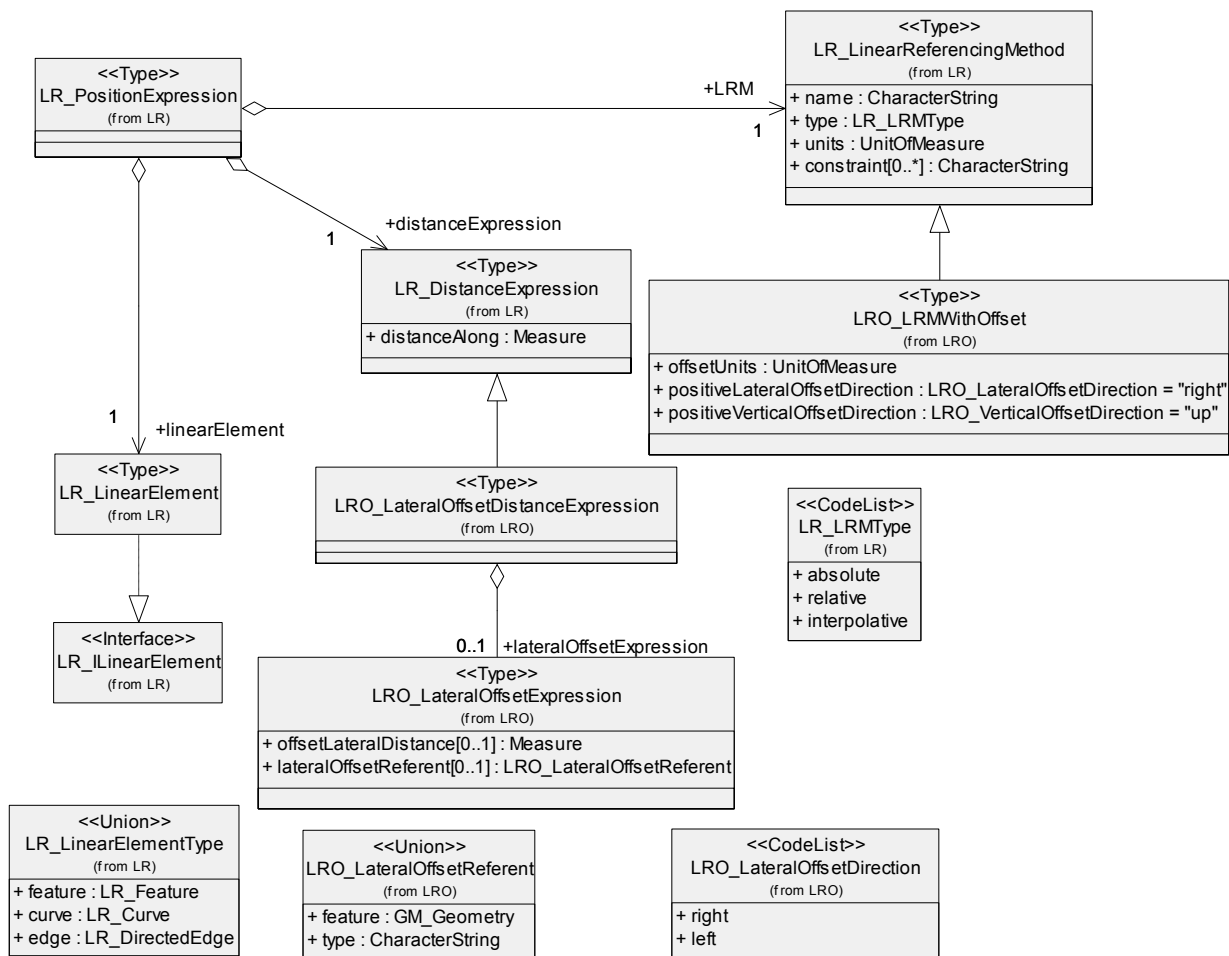 <<Type>>
LR_PositionExpression
(from LR)
+LRM
1
<<Type>>
LR_LinearReferencingMethod
(from LR)
+ name : CharacterString
+ type : LR_LRMType
+ units : UnitOfMeasure
+ constraint[0..*] : CharacterString
+distanceExpression
1
<<Type>>
LR_DistanceExpression
(from LR)
+ distanceAlong : Measure
<<Type>>
LRO_LRMWithOffset
(from LRO)
+ offsetUnits : UnitOfMeasure
+ positiveLateralOffsetDirection : LRO_LateralOffsetDirection = "right"
+ positiveVerticalOffsetDirection : LRO_VerticalOffsetDirection = "up"
1
+linearElement
<<Type>>
LR_LinearElement
(from LR)
<<Type>>
LRO_LateralOffsetDistanceExpression
(from LRO)
<<CodeList>>
LR_LRMType
(from LR)
+ absolute
+ relative
+ interpolative
<<Interface>>
LR_ILinearElement
(from LR)
0..1
+lateralOffsetExpression
<<Type>>
LRO_LateralOffsetExpression
(from LRO)
+ offsetLateralDistance[0..1] : Measure
+ lateralOffsetReferent[0..1] : LRO_LateralOffsetReferent
<<Union>>
LR_LinearElementType
(from LR)
+ feature : LR_Feature
+ curve : LR_Curve
+ edge : LR_DirectedEdge
<<Union>>
LRO_LateralOffsetReferent
(from LRO)
+ feature : GM_Geometry
+ type : CharacterString
<<CodeList>>
LRO_LateralOffsetDirection
(from LRO)
+ right
+ left